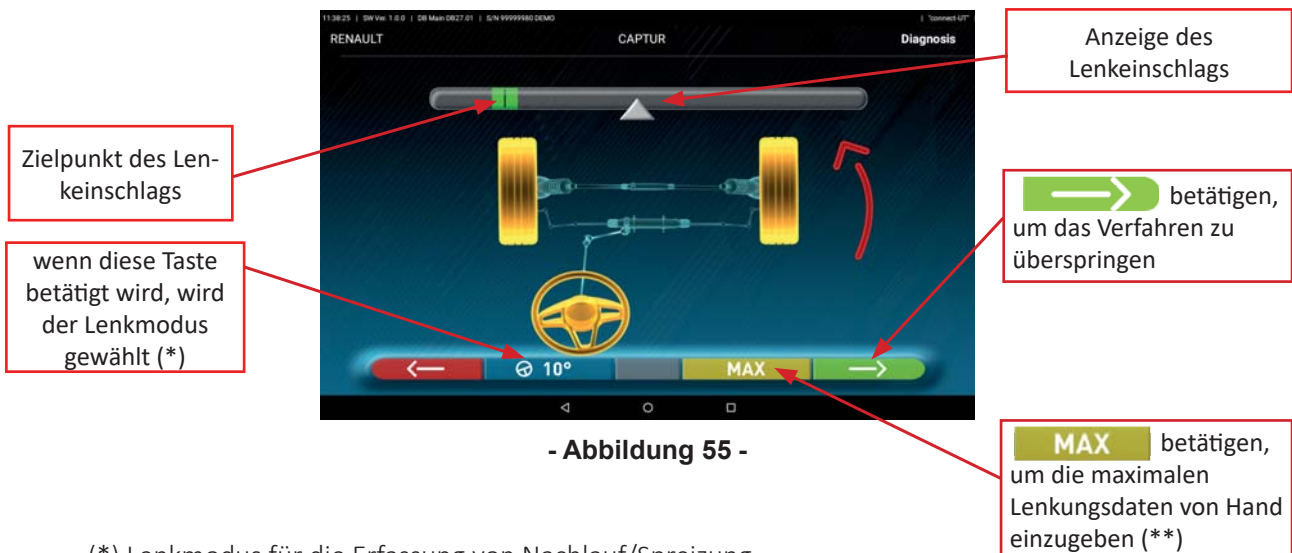 11:38:25 | SW Ver. 1.0.0 | DB Main DB27.01 | S/N 99999980 DEMO | "connect-UT"
RENAULT CAPTUR Diagnosis
Anzeige des
Lenkeinschlags
Zielpunkt des Len-
keinschlags
betätigen,
um das Verfahren zu
überspringen
wenn diese Taste
betätigt wird, wird
der Lenkmodus
gewählt (*)
10° MAX
- Abbildung 55 -
MAX betätigen,
um die maximalen
Lenkungsdaten von Hand
einzugeben (**)
(*) Lenkmodus für die Erfassung von Nachlauf/Spreizung